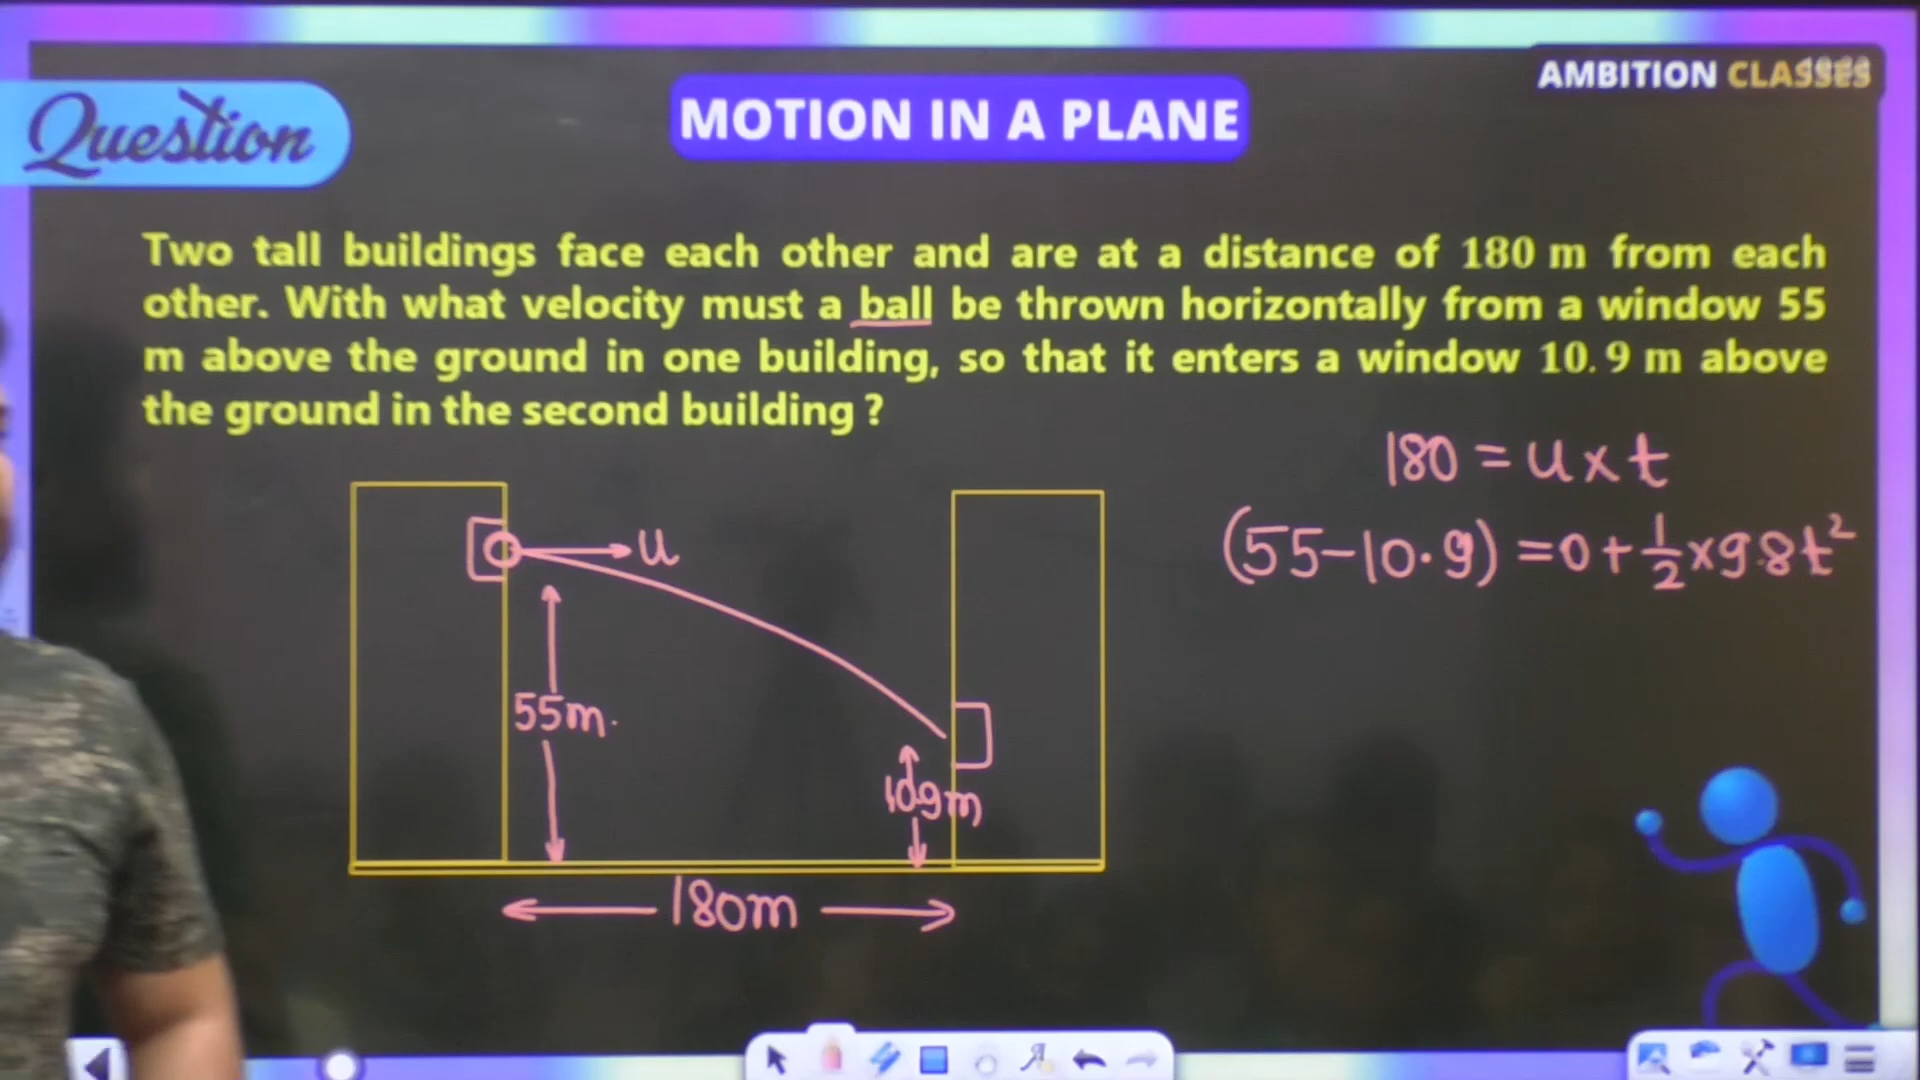 AMBITION CLASSES
Question
MOTION IN A PLANE
Two tall buildings face each other and are at a distance of 180 m from each
other. With what velocity must a ball be thrown horizontally from a window 55
m above the ground in one building, so that it enters a window 10.9 m above
the ground in the second building ?
180 = u × t
(55-10.9) = 0 + 1/2 × 9.8t²
u
55m.
10.9m
180m